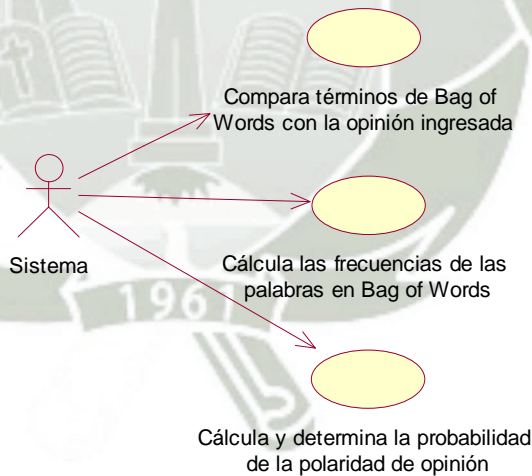 Compara términos de Bag of
Words con la opinión ingresada
Sistema
Cálcula las frecuencias de las
palabras en Bag of Words
1961
Cálcula y determina la probabilidad
de la polaridad de opinión